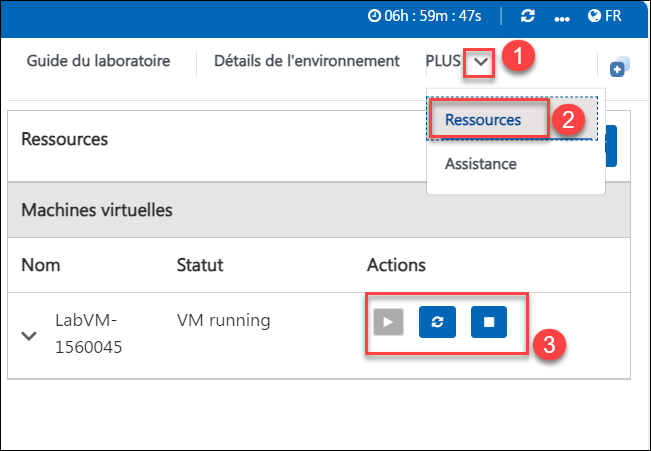 06h : 59m : 47s
FR
Guide du laboratoire
Détails de l'environnement
PLUS
1
Ressources
2
Assistance
Ressources
Machines virtuelles
Nom
Statut
Actions
LabVM-
1560045
VM running
3